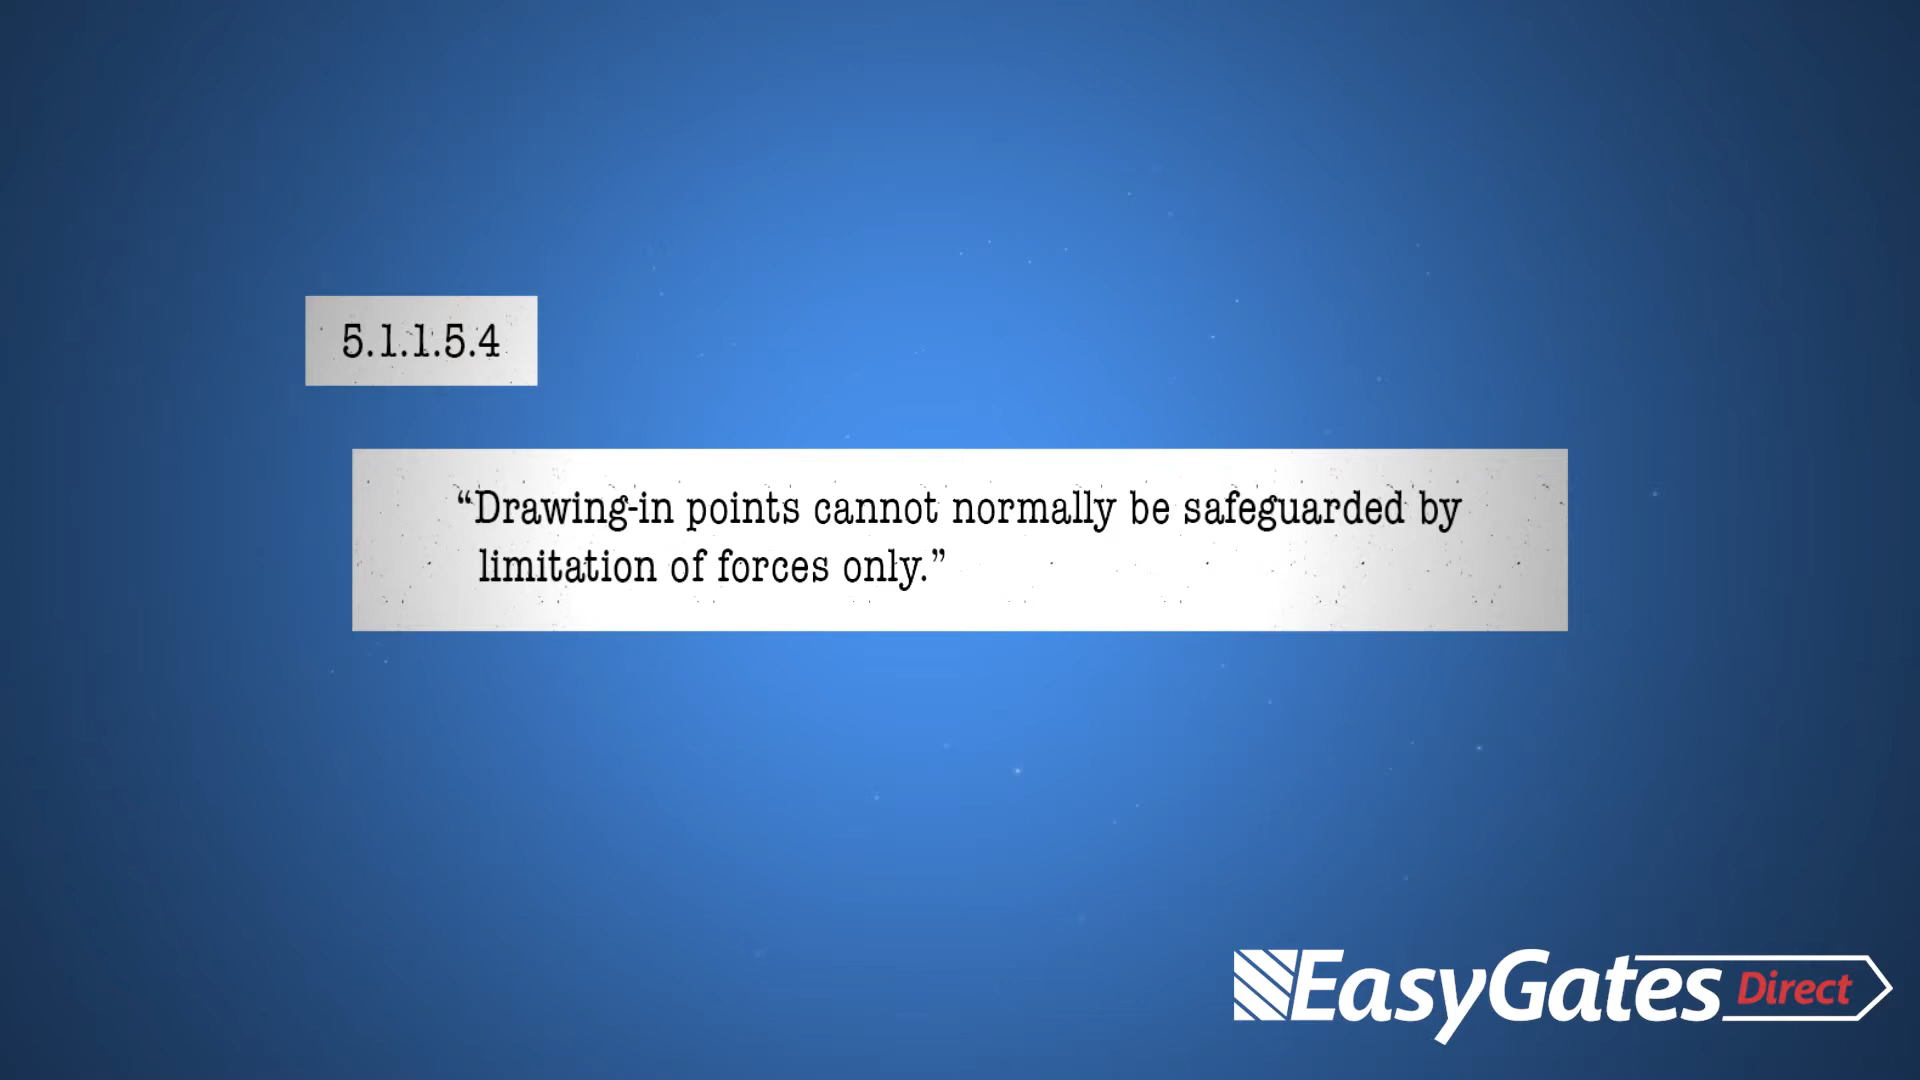 5.1.1.5.4
“Drawing-in points cannot normally be safeguarded by
limitation of forces only.”
EasyGates Direct